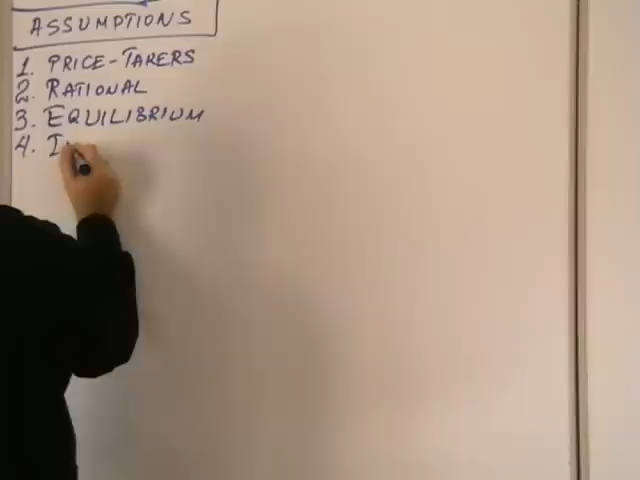 ASSUMPTIONS
1. PRICE-TAKERS
2. RATIONAL
3. EQUILIBRIUM
4. I